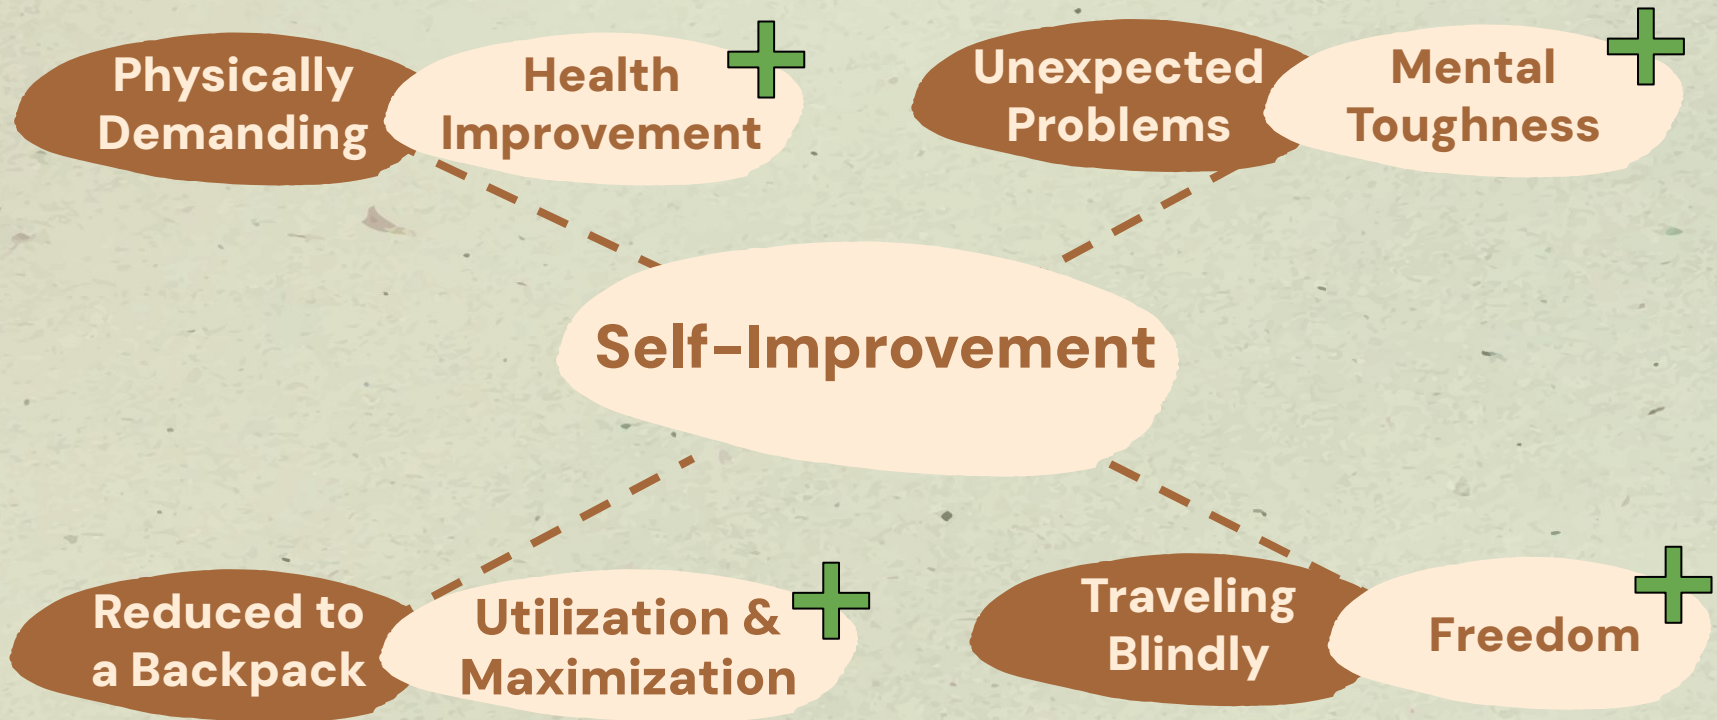 Physically
Demanding
Health
Improvement
Unexpected
Problems
Mental
Toughness
Self-Improvement
Reduced to
a Backpack
Utilization &
Maximization
Traveling
Blindly
Freedom